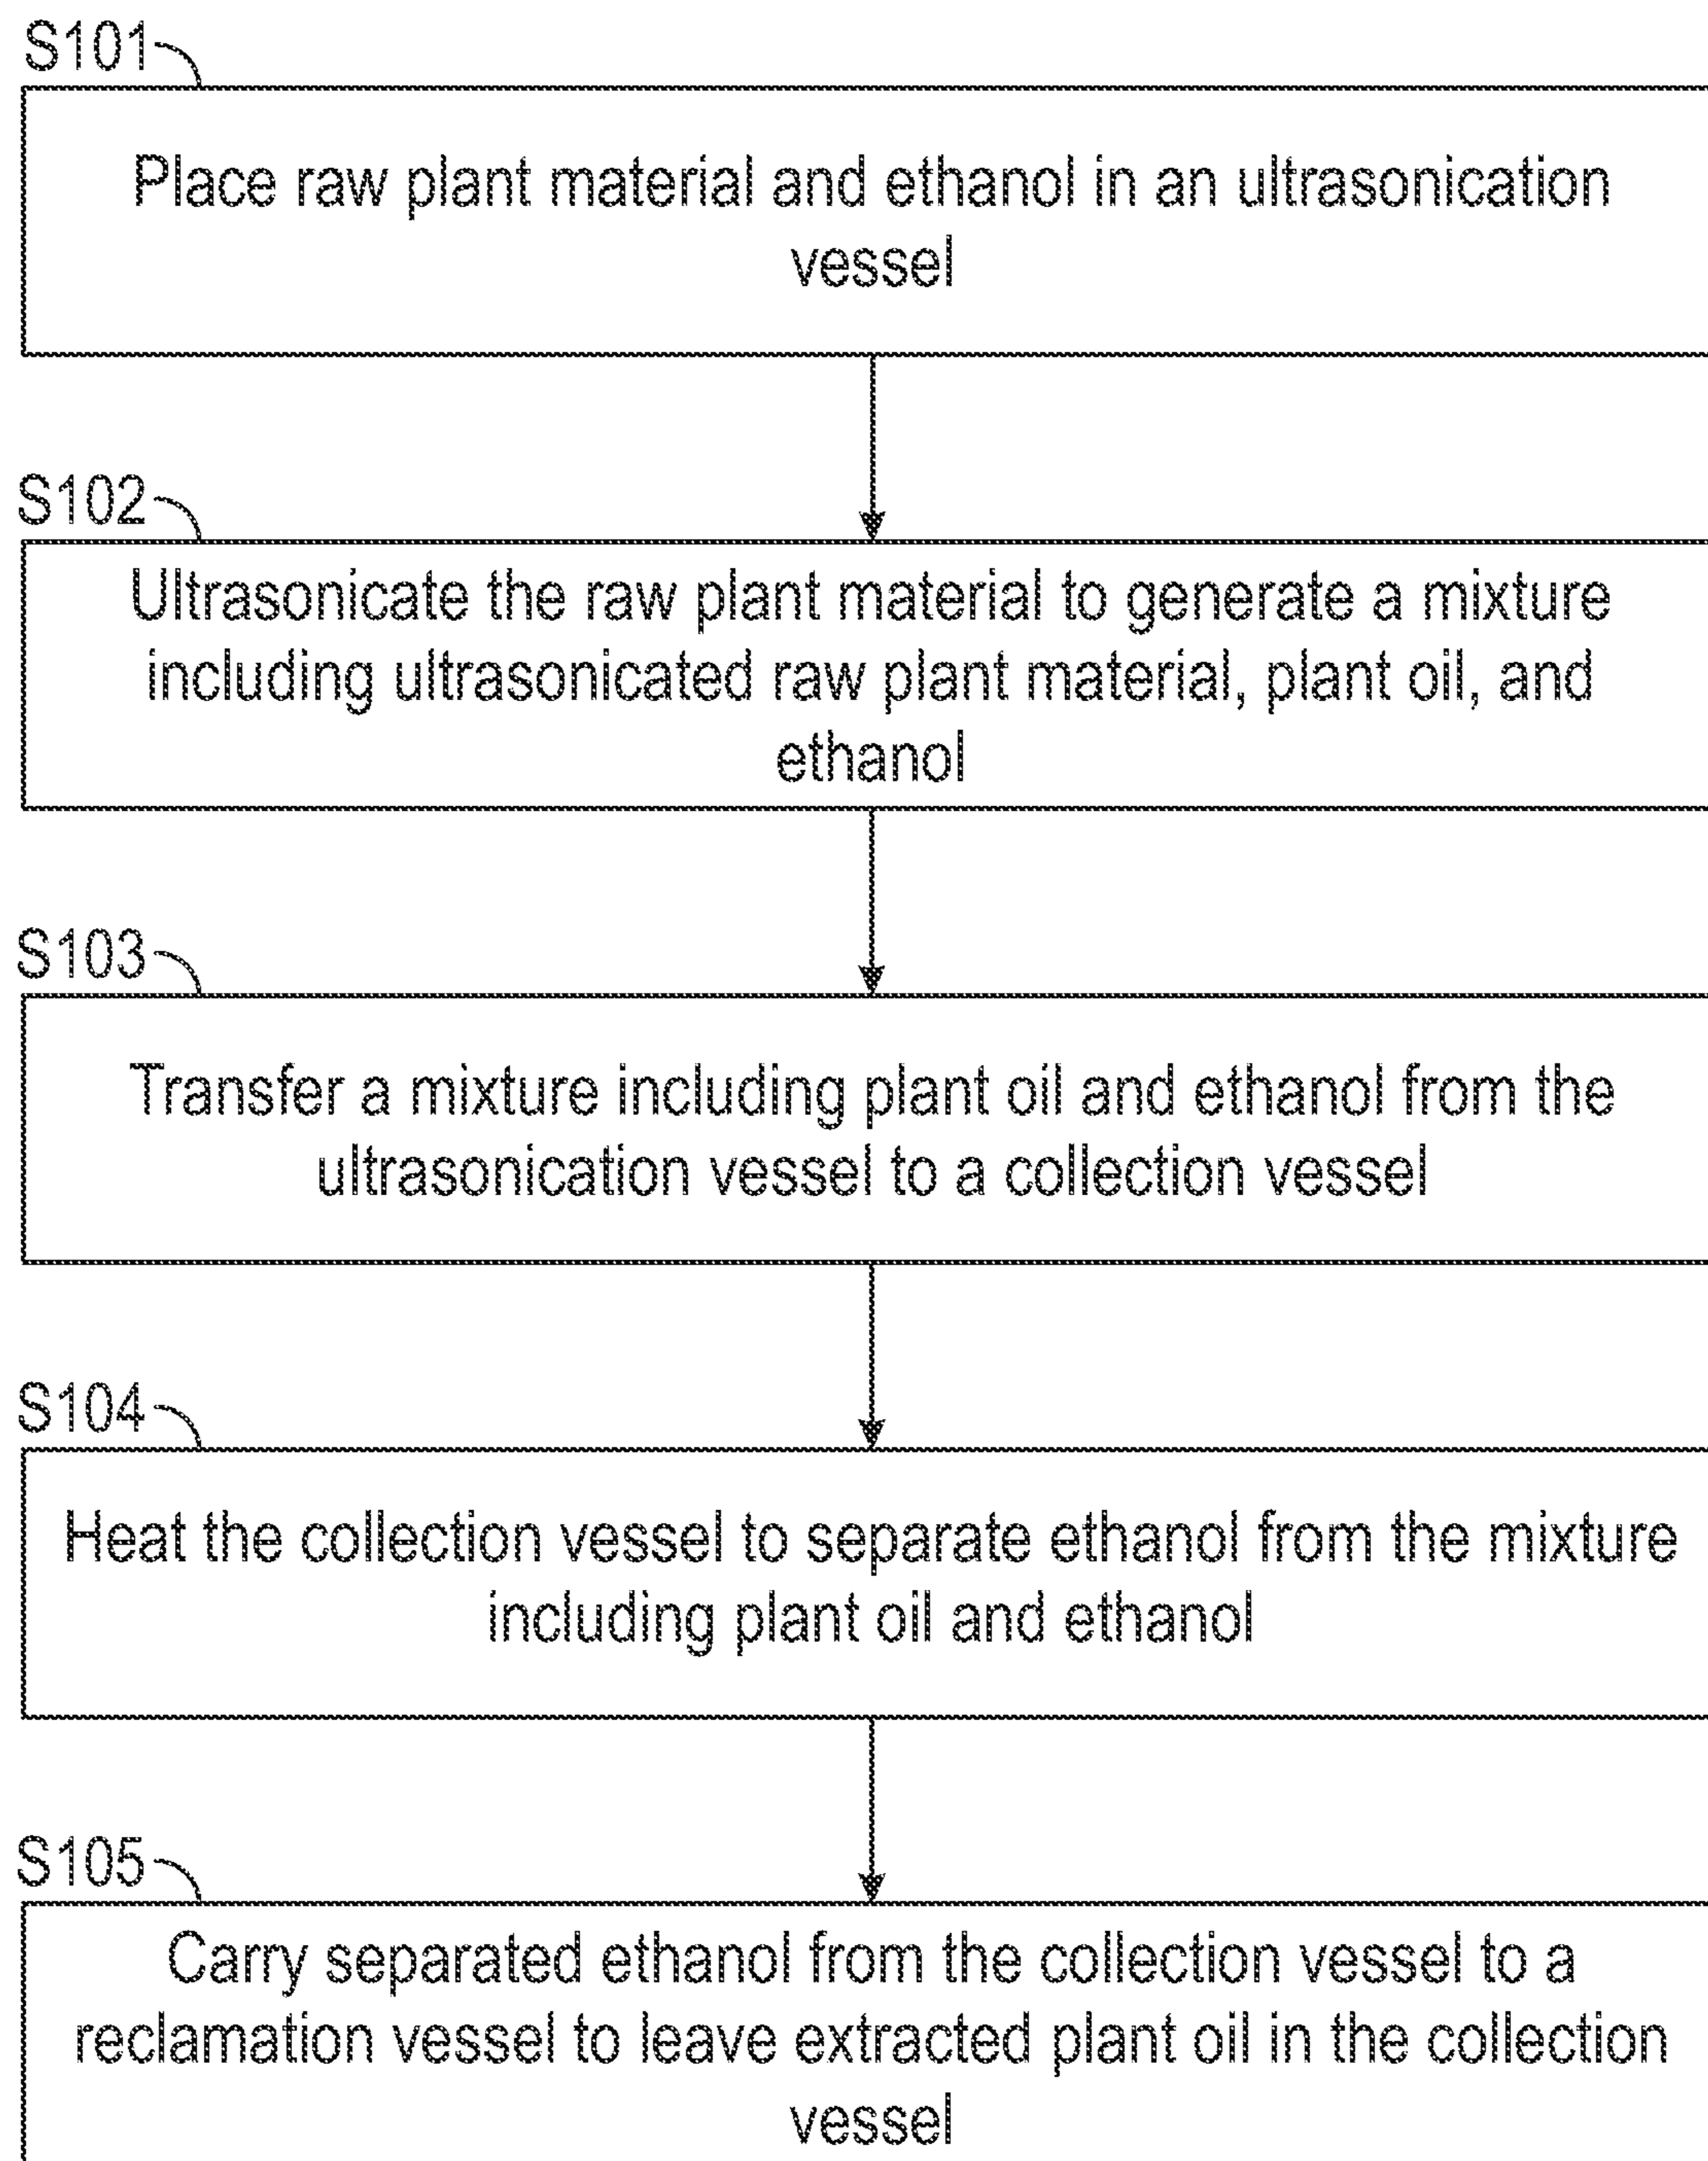 S101
Place raw plant material and ethanol in an ultrasonication
vessel
S102
Ultrasonicate the raw plant material to generate a mixture
including ultrasonicated raw plant material, plant oil, and
ethanol
S103
Transfer a mixture including plant oil and ethanol from the
ultrasonication vessel to a collection vessel
S104
Heat the collection vessel to separate ethanol from the mixture
including plant oil and ethanol
S105
Carry separated ethanol from the collection vessel to a
reclamation vessel to leave extracted plant oil in the collection
vessel